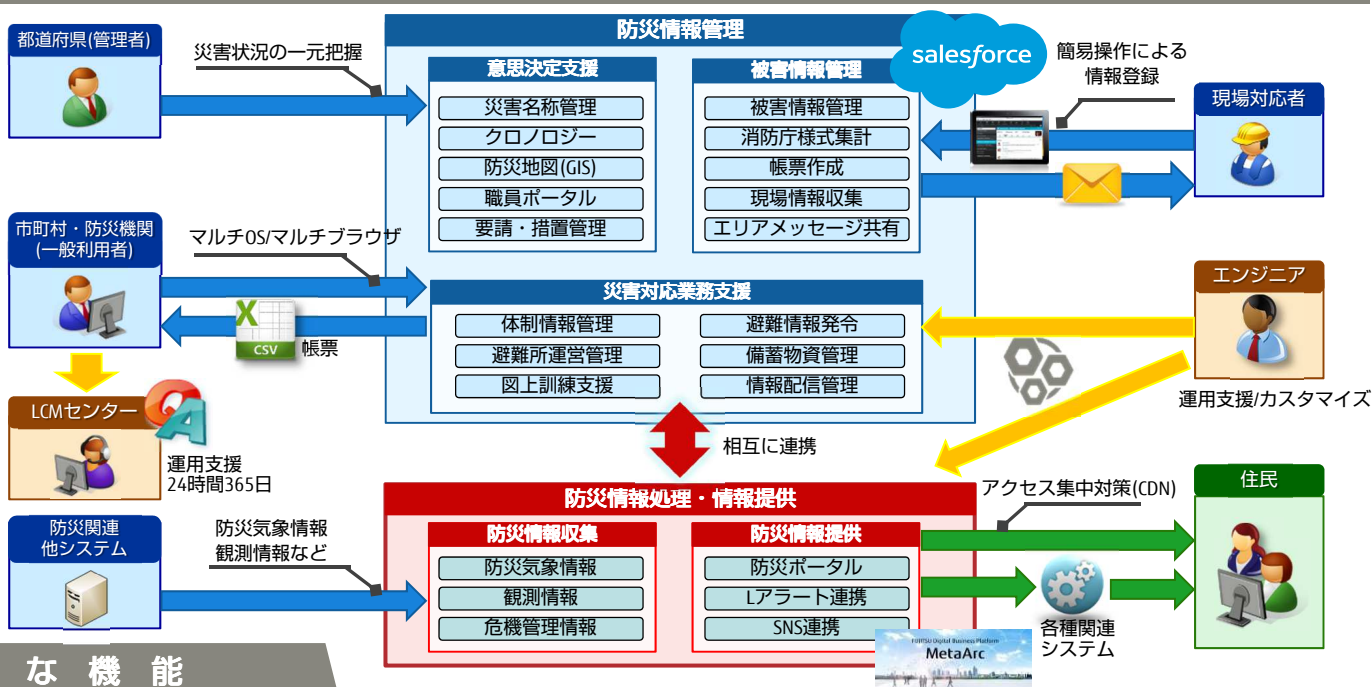 防災情報管理
都道府県(管理者)
災害状況の一元把握
意思決定支援
災害名称管理
クロノロジー
防災地図(GIS)
職員ポータル
要請・措置管理
被害情報管理
被害情報管理
消防庁様式集計
帳票作成
現場情報収集
エリアメッセージ共有
salesforce
簡易操作による
情報登録
現場対応者
市町村・防災機関
(一般利用者)
マルチOS/マルチブラウザ
X
CSV
帳票
災害対応業務支援
体制情報管理
避難所運営管理
図上訓練支援
避難情報発令
備蓄物資管理
情報配信管理
エンジニア
運用支援/カスタマイズ
LCMセンター
QA
運用支援
24時間365日
相互に連携
防災情報処理・情報提供
防災関連
他システム
防災気象情報
観測情報など
防災情報収集
防災気象情報
観測情報
危機管理情報
防災情報提供
防災ポータル
Lアラート連携
SNS連携
アクセス集中対策(CDN)
住民
各種関連
システム
FUJITSU Digital Business Platform
MetaArc
な機能